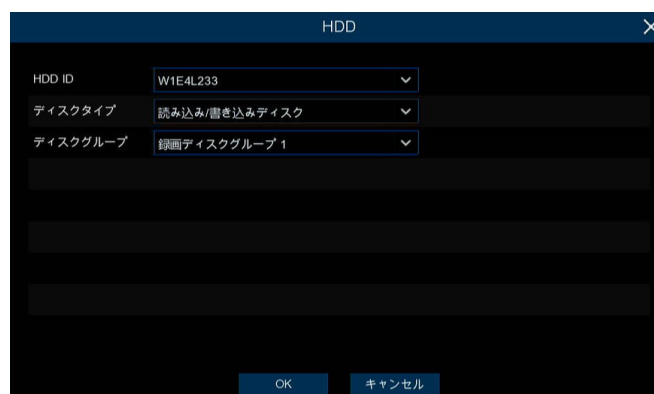 HDD
HDD ID W1E4L233
ディスクタイプ 読み込み/書き込みディスク
ディスクグループ 録画ディスクグループ 1
OK キャンセル